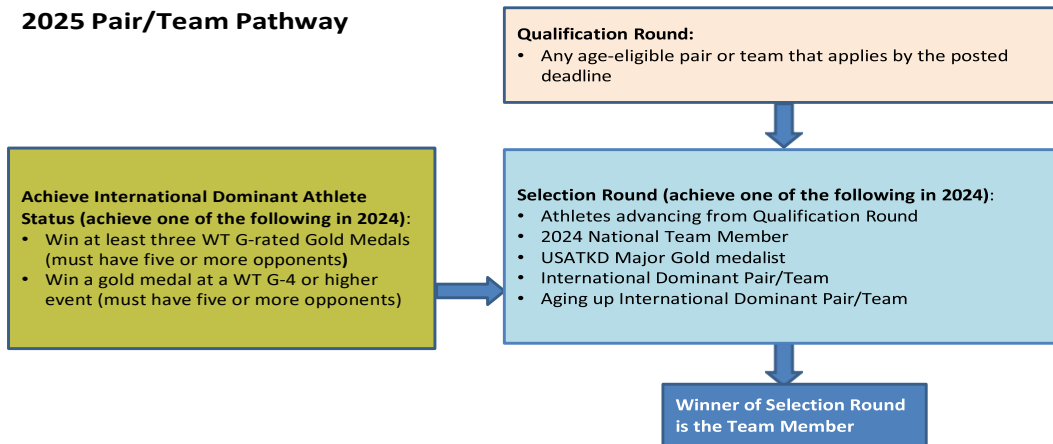 2025 Pair/Team Pathway
Qualification Round:
• Any age-eligible pair or team that applies by the posted
deadline
Achieve International Dominant Athlete
Status (achieve one of the following in 2024):
• Win at least three WT G-rated Gold Medals
(must have five or more opponents)
• Win a gold medal at a WT G-4 or higher
event (must have five or more opponents)
Selection Round (achieve one of the following in 2024):
• Athletes advancing from Qualification Round
• 2024 National Team Member
• USATKD Major Gold medalist
• International Dominant Pair/Team
• Aging up International Dominant Pair/Team
Winner of Selection Round
is the Team Member